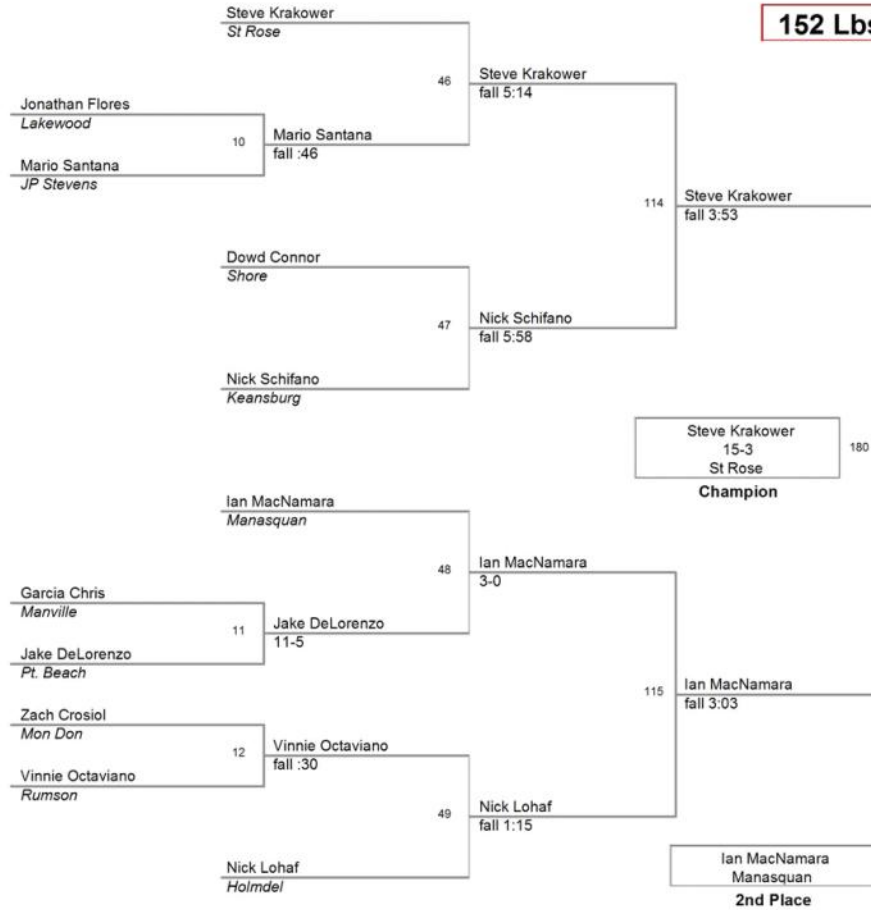 152 Lbs
Steve Krakower
St Rose
46
Steve Krakower
fall 5:14
Jonathan Flores
Lakewood
10
Mario Santana
fall :46
Mario Santana
JP Stevens
114
Steve Krakower
fall 3:53
Dowd Connor
Shore
47
Nick Schifano
fall 5:58
Nick Schifano
Keansburg
Steve Krakower
15-3
St Rose
180
Champion
Ian MacNamara
Manasquan
48
Ian MacNamara
3-0
Garcia Chris
Manville
11
Jake DeLorenzo
11-5
Jake DeLorenzo
Pt. Beach
115
Ian MacNamara
fall 3:03
Zach Crosiol
Mon Don
12
Vinnie Octaviano
fall :30
Vinnie Octaviano
Rumson
49
Nick Lohaf
fall 1:15
Nick Lohaf
Holmdel
Ian MacNamara
Manasquan
2nd Place